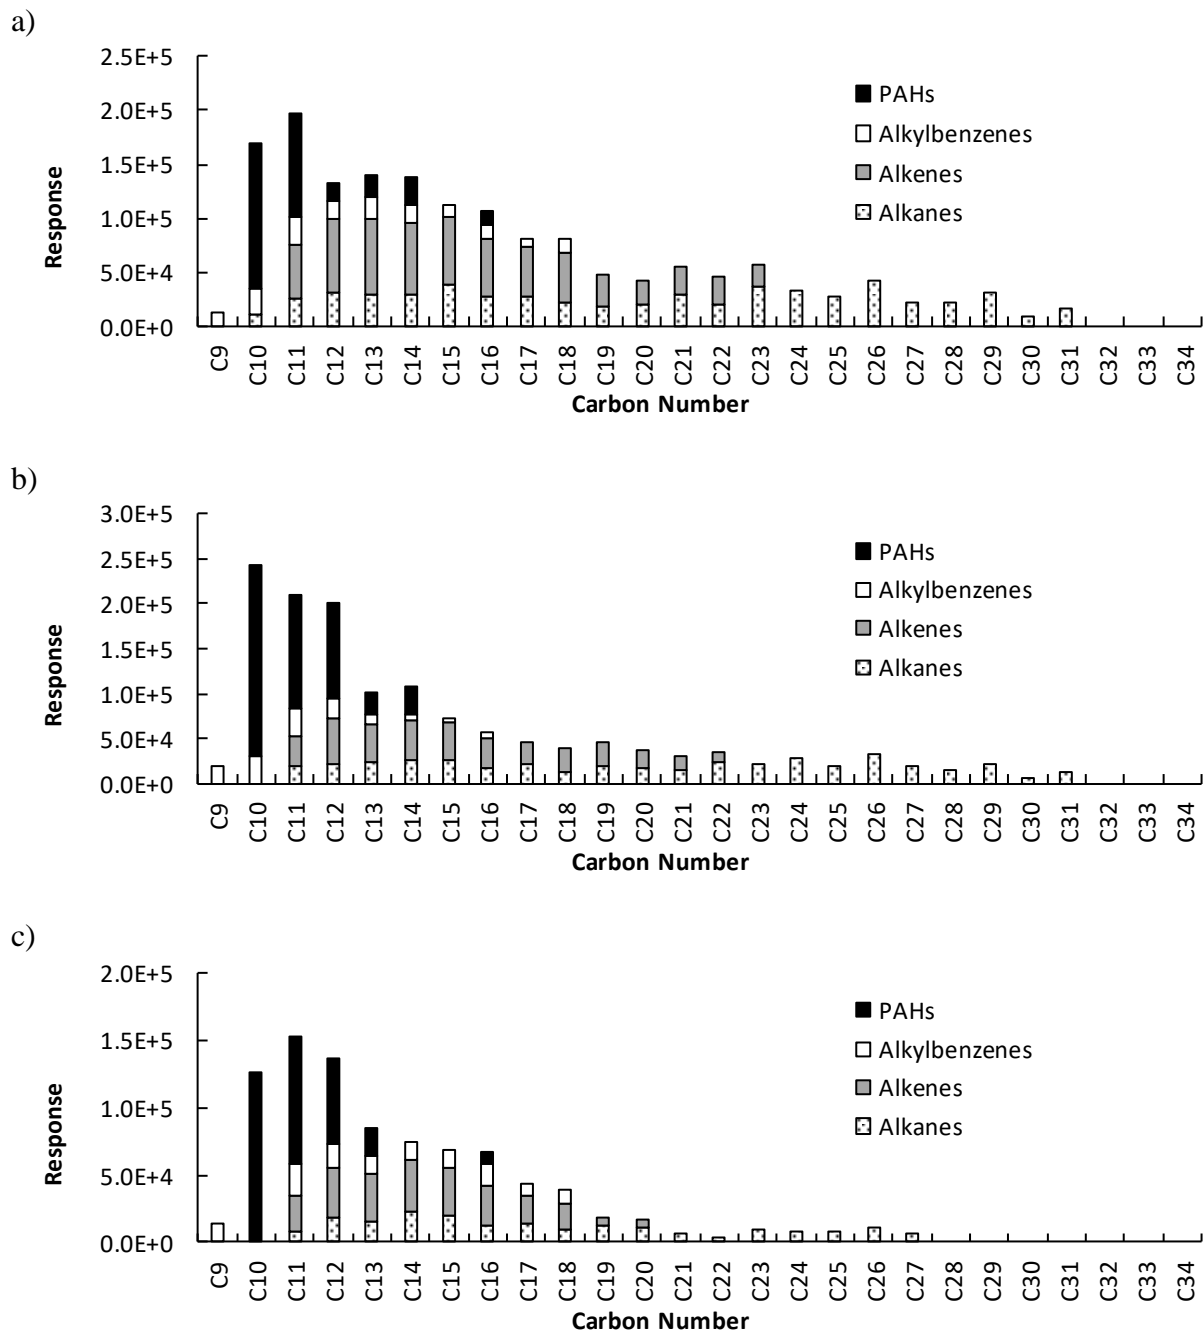 a)
2.5E+5
2.0E+5
1.5E+5
1.0E+5
5.0E+4
0.0E+0
Response
PAHs
Alkylbenzenes
Alkenes
Alkanes
C9 C10 C11 C12 C13 C14 C15 C16 C17 C18 C19 C20 C21 C22 C23 C24 C25 C26 C27 C28 C29 C30 C31 C32 C33 C34
Carbon Number
b)
3.0E+5
2.5E+5
2.0E+5
1.5E+5
1.0E+5
5.0E+4
0.0E+0
Response
PAHs
Alkylbenzenes
Alkenes
Alkanes
C9 C10 C11 C12 C13 C14 C15 C16 C17 C18 C19 C20 C21 C22 C23 C24 C25 C26 C27 C28 C29 C30 C31 C32 C33 C34
Carbon Number
c)
2.0E+5
1.5E+5
1.0E+5
5.0E+4
0.0E+0
Response
PAHs
Alkylbenzenes
Alkenes
Alkanes
C9 C10 C11 C12 C13 C14 C15 C16 C17 C18 C19 C20 C21 C22 C23 C24 C25 C26 C27 C28 C29 C30 C31 C32 C33 C34
Carbon Number